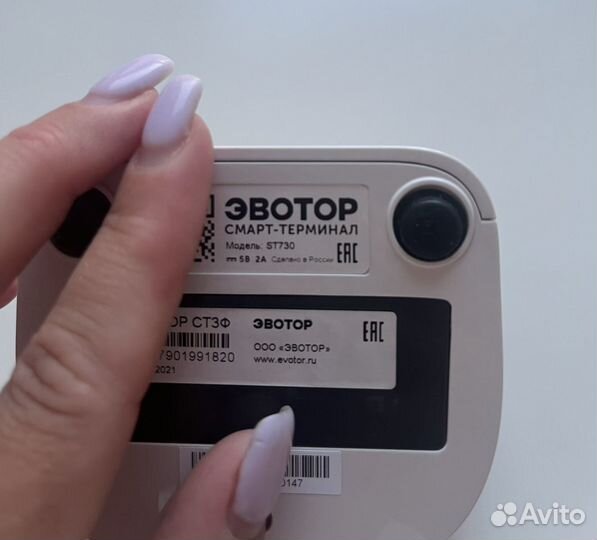 ЭВОТОР
СМАРТ-ТЕРМИНАЛ
Модель: ST730
5В 2А Сделано в России
EAC
ОР СТ3Ф
7901991820
2021
ЭВОТОР
ООО «ЭВОТОР»
www.evotor.ru
EAC
0147
Avito